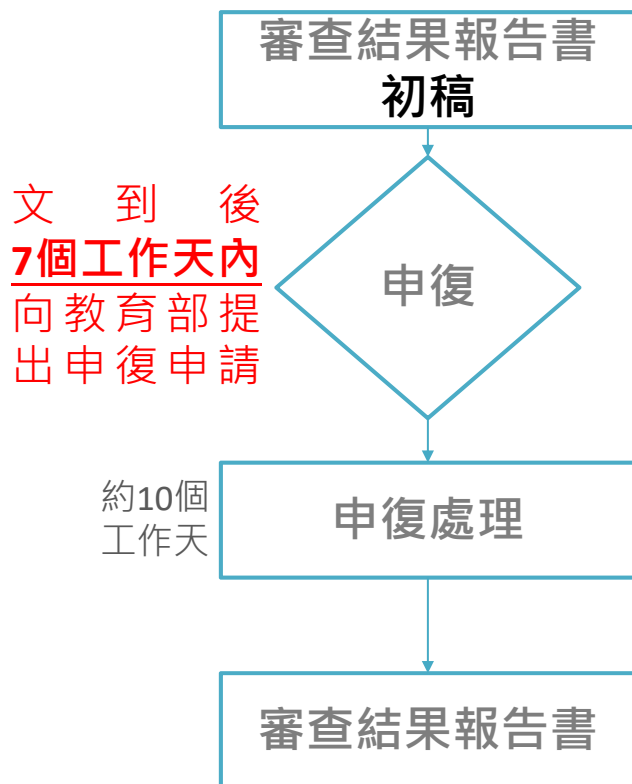 審查結果報告書
初稿
文到後
7個工作天內
向教育部提
出申復申請
申復
約10個
工作天
申復處理
審查結果報告書